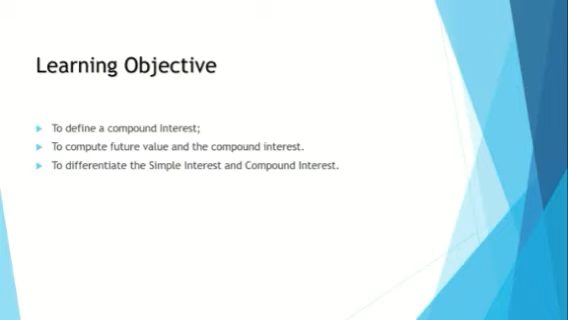 Learning Objective
To define a compound Interest;
To compute future value and the compound interest.
To differentiate the Simple Interest and Compound Interest.